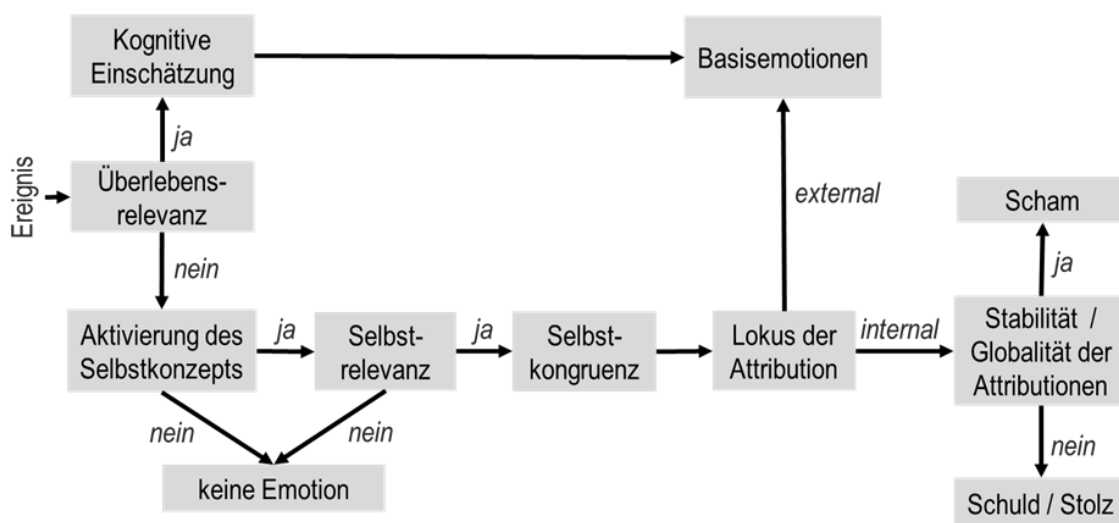 Kognitive
Einschätzung
Basisemotionen
ja
Ereignis
Überlebens-
relevanz
external
Scham
nein
ja
Aktivierung des
Selbstkonzepts
ja
Selbst-
relevanz
ja
Selbst-
kongruenz
Lokus der
Attribution
internal
Stabilität /
Globalität der
Attributionen
nein
nein
nein
keine Emotion
Schuld / Stolz